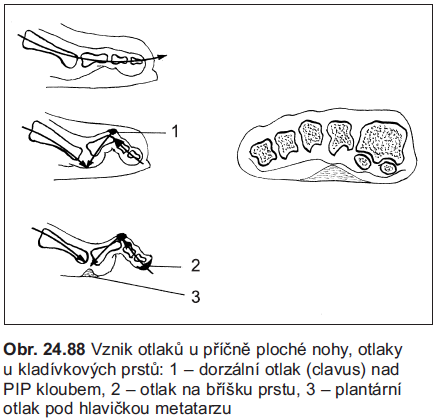 1
2
3
Obr. 24.88 Vznik otlaků u příčně ploché nohy, otlaky
u kladívkových prstů: 1 – dorzální otlak (clavus) nad
PIP kloubem, 2 – otlak na bříšku prstu, 3 – plantární
otlak pod hlavičkou metatarzu